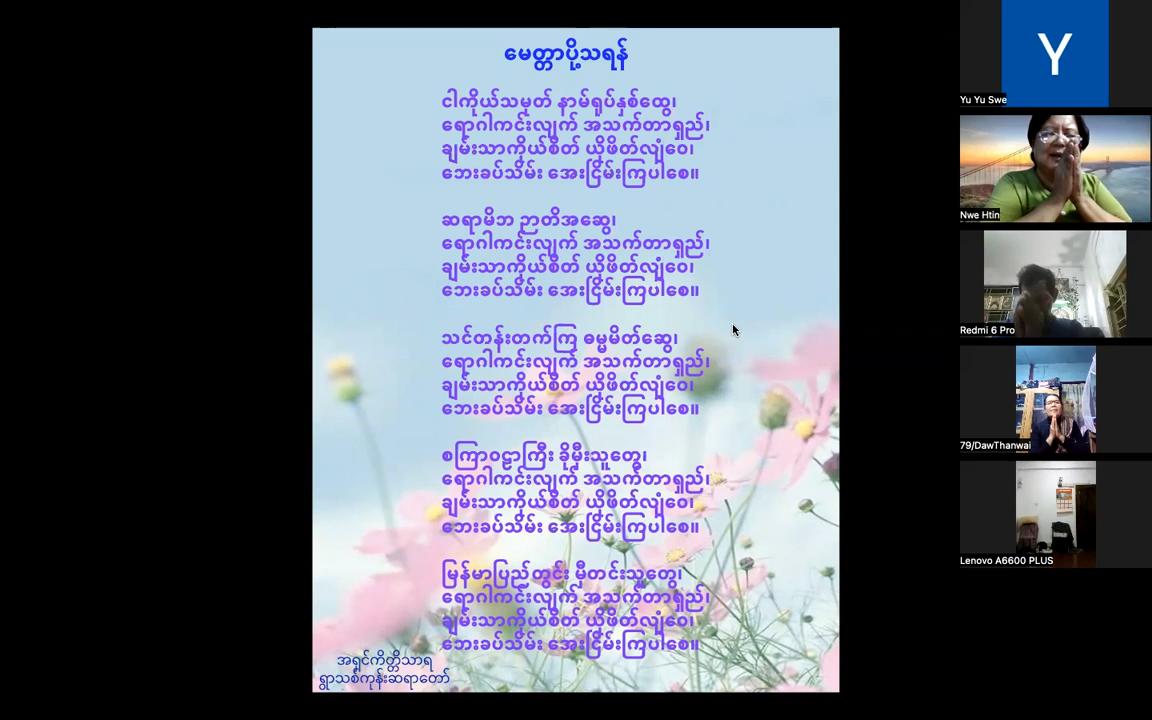 မေတ္တာပို့သရန်
ငါကိုယ်သမုတ် နာမ်ရုပ်နှစ်ထွေ၊
ရောဂါကင်းလျက် အသက်တာရှည်၊
ချမ်းသာကိုယ်စိတ် ယိုဖိတ်လျှံဝေ၊
ဘေးခပ်သိမ်း အေးငြိမ်းကြပါစေ။
ဆရာမိဘ ဉာတိအဆွေ၊
ရောဂါကင်းလျက် အသက်တာရှည်၊
ချမ်းသာကိုယ်စိတ် ယိုဖိတ်လျှံဝေ၊
ဘေးခပ်သိမ်း အေးငြိမ်းကြပါစေ။
သင်တန်းတက်ကြ ဓမ္မမိတ်ဆွေ၊
ရောဂါကင်းလျက် အသက်တာရှည်၊
ချမ်းသာကိုယ်စိတ် ယိုဖိတ်လျှံဝေ၊
ဘေးခပ်သိမ်း အေးငြိမ်းကြပါစေ။
စကြာဝဠာကြီး ခိုမှီးသူတွေ၊
ရောဂါကင်းလျက် အသက်တာရှည်၊
ချမ်းသာကိုယ်စိတ် ယိုဖိတ်လျှံဝေ၊
ဘေးခပ်သိမ်း အေးငြိမ်းကြပါစေ။
မြန်မာပြည်တွင်း မှီတင်းသူတွေ၊
ရောဂါကင်းလျက် အသက်တာရှည်၊
ချမ်းသာကိုယ်စိတ် ယိုဖိတ်လျှံဝေ၊
ဘေးခပ်သိမ်း အေးငြိမ်းကြပါစေ။
အရှင်ကိတ္တိသာရ
ရွာသစ်ကုန်းဆရာတော်
Y
Yu Yu Swe
Nwe Htin
Redmi 6 Pro
79/DawThanwai
Lenovo A6600 PLUS